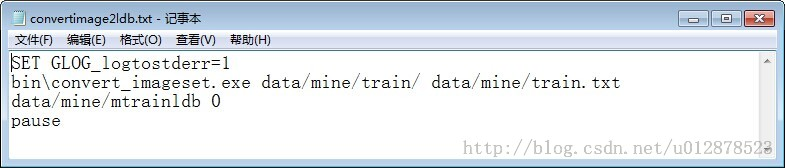 convertimage2ldb.txt - 记事本
文件(F) 编辑(E) 格式(O) 查看(V) 帮助(H)
SET GLOG_logtostderr=1
bin\convert_imageset.exe data/mine/train/ data/mine/train.txt
data/mine/mtrainldb 0
pause
http://blog.csdn.net/u012878523